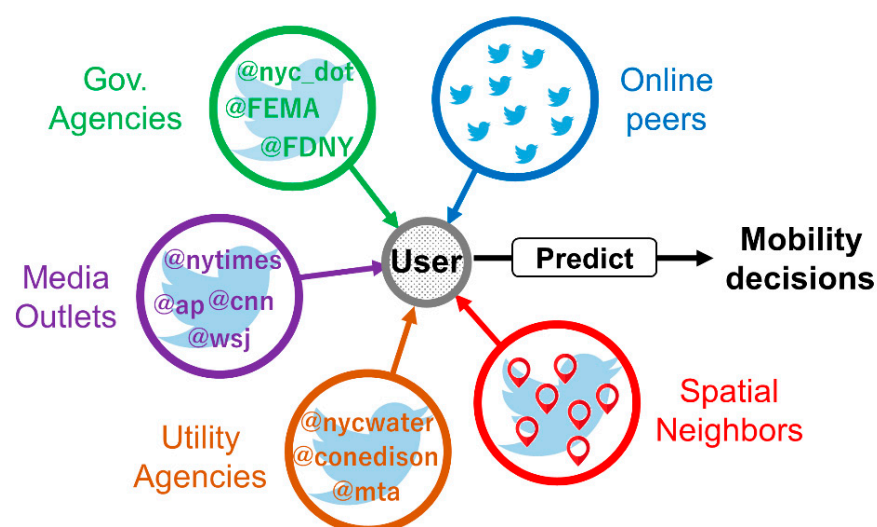 Gov.
Agencies
@nyc_dot
@FEMA
@FDNY
Online
peers
Media
Outlets
@nytimes
@ap @cnn
@wsj
User
Predict
Mobility
decisions
Utility
Agencies
@nycwater
@conedison
@mta
Spatial
Neighbors